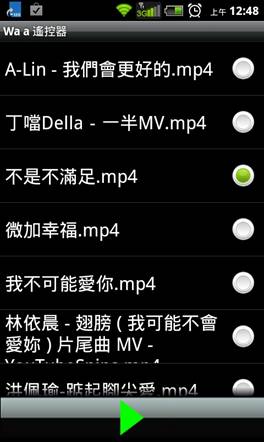 3G
上午 12:48
Wa a 遙控器
A-Lin - 我們會更好的.mp4
丁噹Della - 一半MV.mp4
不是不滿足.mp4
微加幸福.mp4
我不可能愛你.mp4
林依晨 - 翅膀 ( 我可能不會
愛妳 ) 片尾曲 MV -
YouTubeSnips.mp4
洪佩瑜-踮起腳尖愛.mp4